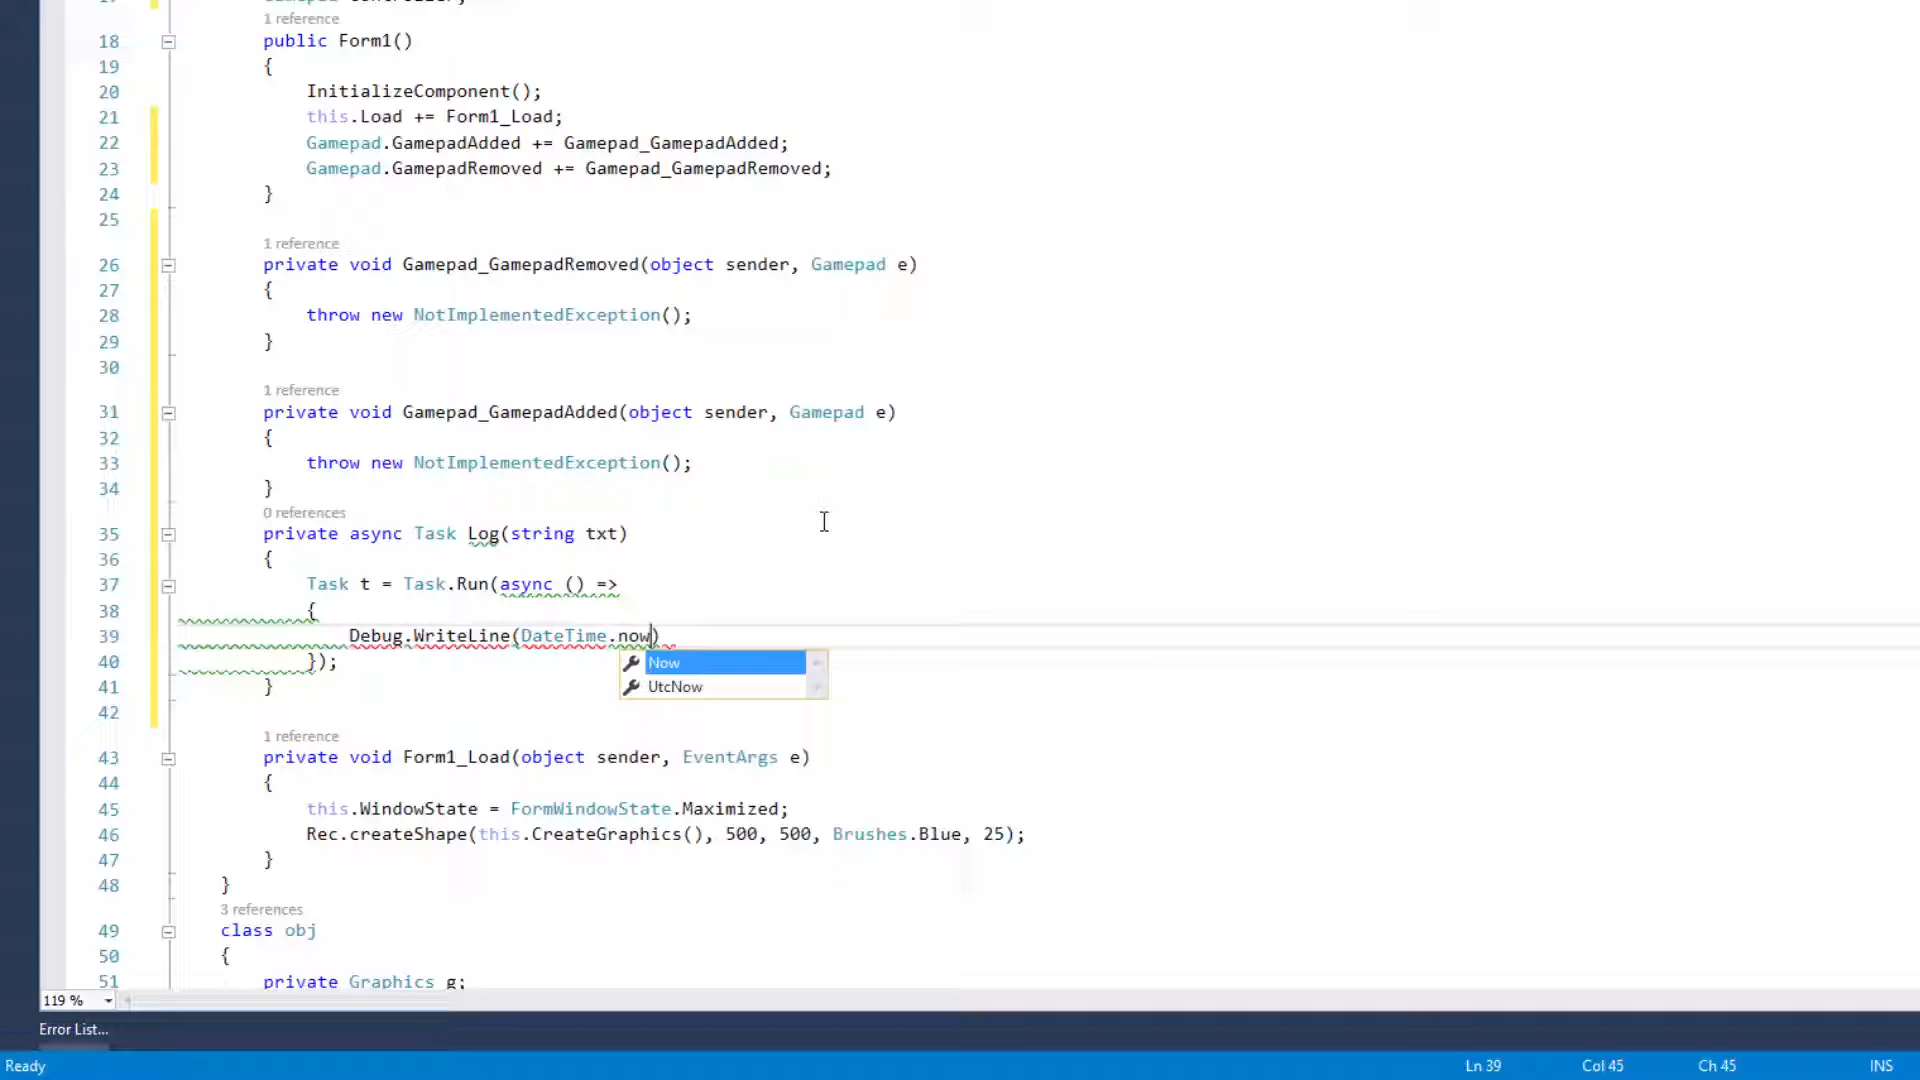 17
1 reference
18 public Form1()
19 {
20 InitializeComponent();
21 this.Load += Form1_Load;
22 Gamepad.GamepadAdded += Gamepad_GamepadAdded;
23 Gamepad.GamepadRemoved += Gamepad_GamepadRemoved;
24 }
25
1 reference
26 private void Gamepad_GamepadRemoved(object sender, Gamepad e)
27 {
28 throw new NotImplementedException();
29 }
30
1 reference
31 private void Gamepad_GamepadAdded(object sender, Gamepad e)
32 {
33 throw new NotImplementedException();
34 }
0 references
35 private async Task Log(string txt)
36 {
37 Task t = Task.Run(async () =>
38 {
39 Debug.WriteLine(DateTime.now)
Now
UtcNow
40 });
41 }
42
1 reference
43 private void Form1_Load(object sender, EventArgs e)
44 {
45 this.WindowState = FormWindowState.Maximized;
46 Rec.createShape(this.CreateGraphics(), 500, 500, Brushes.Blue, 25);
47 }
48 }
3 references
49 class obj
50 {
51 private Graphics g;
119 %
Error List...
Ready Ln 39 Col 45 Ch 45 INS